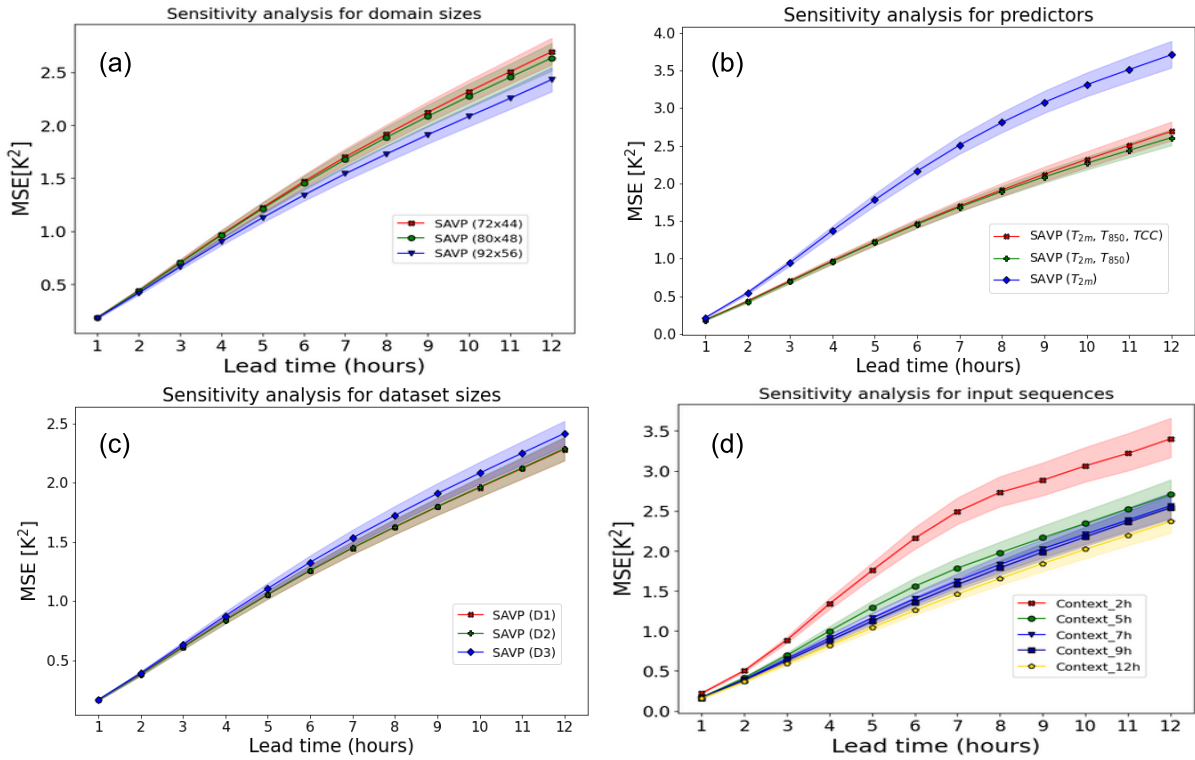 Sensitivity analysis for domain sizes
(a)
MSE[K²]
2.5
2.0
1.5
1.0
0.5
SAVP (72x44)
SAVP (80x48)
SAVP (92x56)
1 2 3 4 5 6 7 8 9 10 11 12
Lead time (hours)
Sensitivity analysis for predictors
(b)
MSE [K²]
4.0
3.5
3.0
2.5
2.0
1.5
1.0
0.5
0.0
SAVP (T₂ₘ, T₈₅₀, TCC)
SAVP (T₂ₘ, T₈₅₀)
SAVP (T₂ₘ)
1 2 3 4 5 6 7 8 9 10 11 12
Lead time (hours)
Sensitivity analysis for dataset sizes
(c)
MSE [K²]
2.5
2.0
1.5
1.0
0.5
SAVP (D1)
SAVP (D2)
SAVP (D3)
1 2 3 4 5 6 7 8 9 10 11 12
Lead time (hours)
Sensitivity analysis for input sequences
(d)
MSE[K²]
3.5
3.0
2.5
2.0
1.5
1.0
0.5
0.0
Context_2h
Context_5h
Context_7h
Context_9h
Context_12h
1 2 3 4 5 6 7 8 9 10 11 12
Lead time (hours)